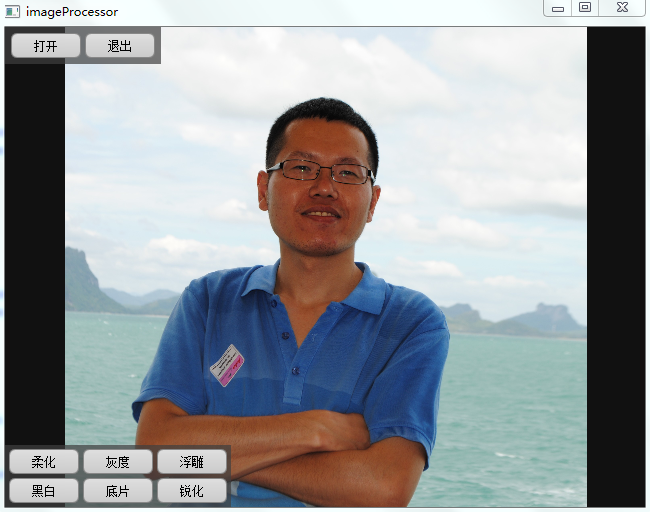 imageProcessor
打开 退出
柔化 灰度 浮雕
黑白 底片 锐化